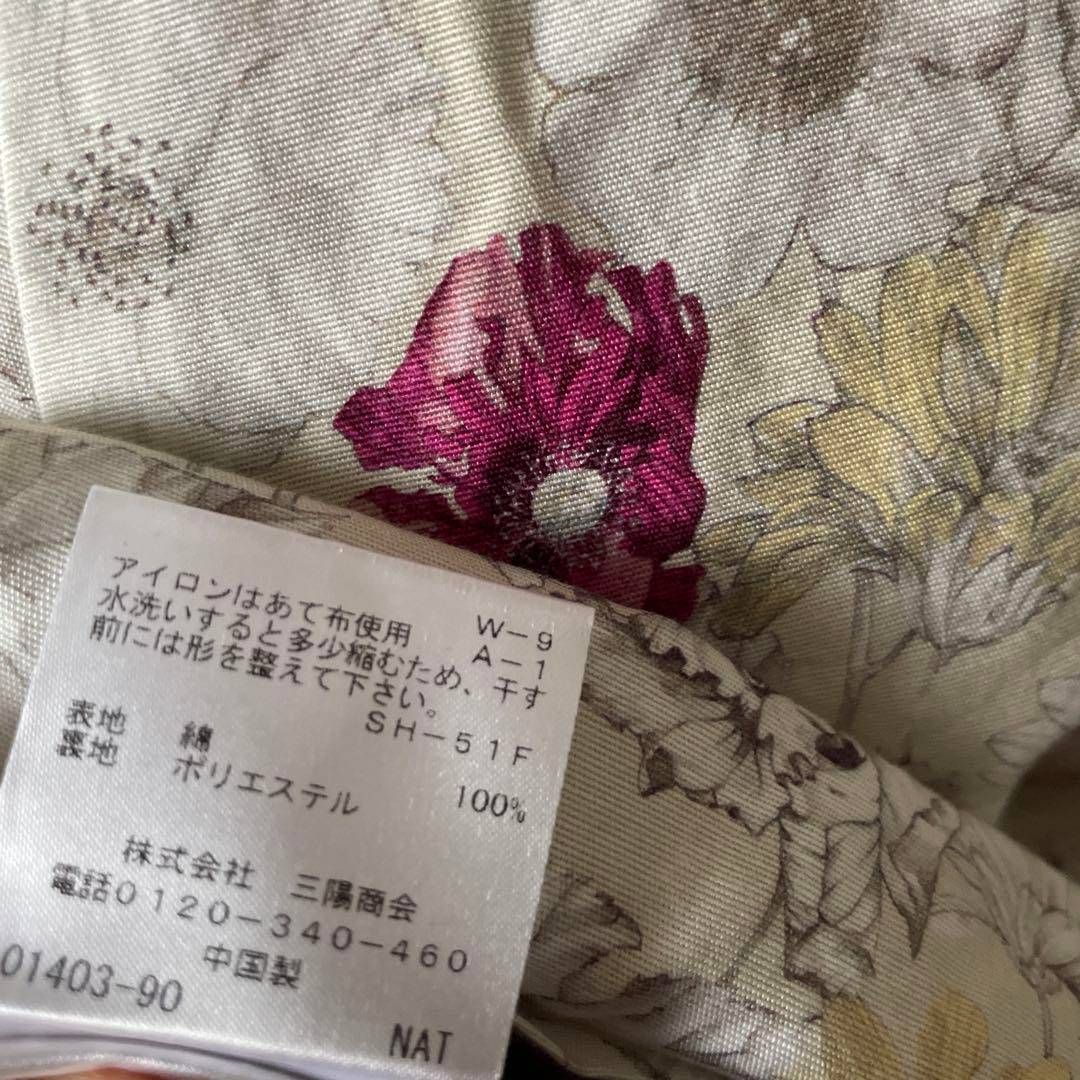 アイロンはあて布使用 W-9
水洗いすると多少縮むため、 A-1
前には形を整えて下さい。 干す
SH-51F
表地 綿
裏地 ポリエステル 100%
株式会社 三陽商会
電話0120-340-460
中国製
01403-90
NAT